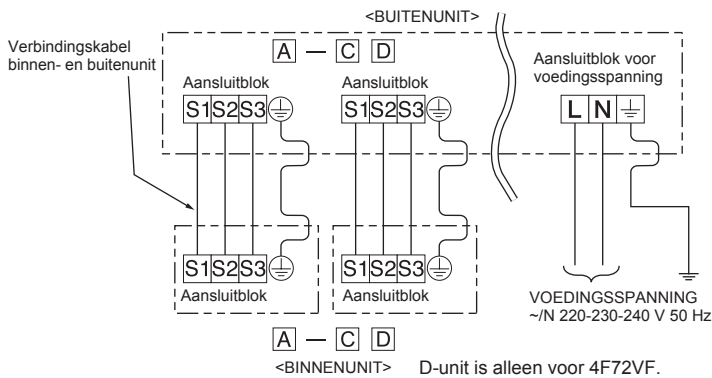 <BUITENUNIT>
Verbindingskabel
binnen- en buitenunit
A — C D
Aansluitblok
S1 S2 S3
Aansluitblok
S1 S2 S3
Aansluitblok voor
voedingsspanning
L N
S1 S2 S3
Aansluitblok
S1 S2 S3
Aansluitblok
VOEDINGSSPANNING
~/N 220-230-240 V 50 Hz
A — C D
<BINNENUNIT>
D-unit is alleen voor 4F72VF.